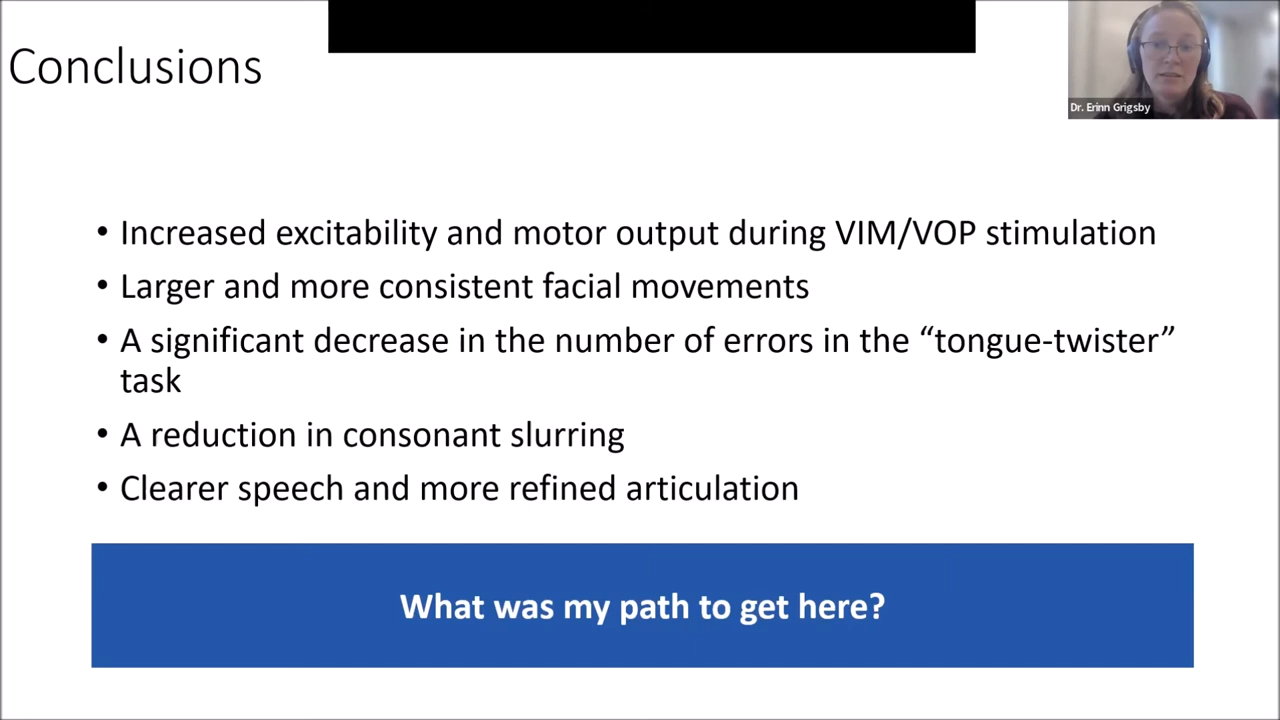 Conclusions
Dr. Erinn Grigsby
• Increased excitability and motor output during VIM/VOP stimulation
• Larger and more consistent facial movements
• A significant decrease in the number of errors in the “tongue-twister”
task
• A reduction in consonant slurring
• Clearer speech and more refined articulation
What was my path to get here?